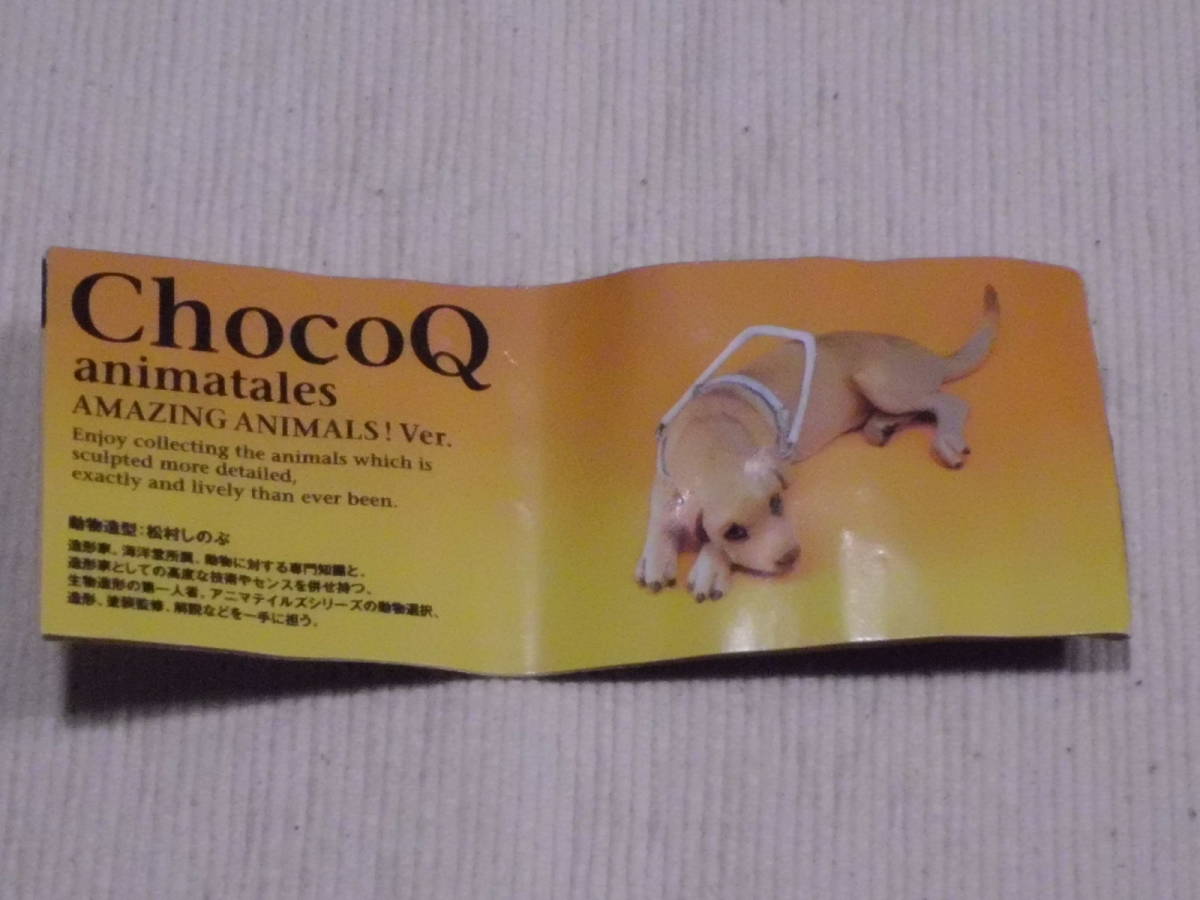 ChocoQ
animatales
AMAZING ANIMALS! Ver.
Enjoy collecting the animals which is
sculpted more detailed,
exactly and lively than ever been.
動物造型：松村しのぶ
造形家。海洋堂所属。動物に対する専門知識と、
造形家としての高度な技術やセンスを併せ持つ、
生物造形の第一人者。アニマテイルズシリーズの動物選択、
造形、塗装監修、解説などを一手に担う。